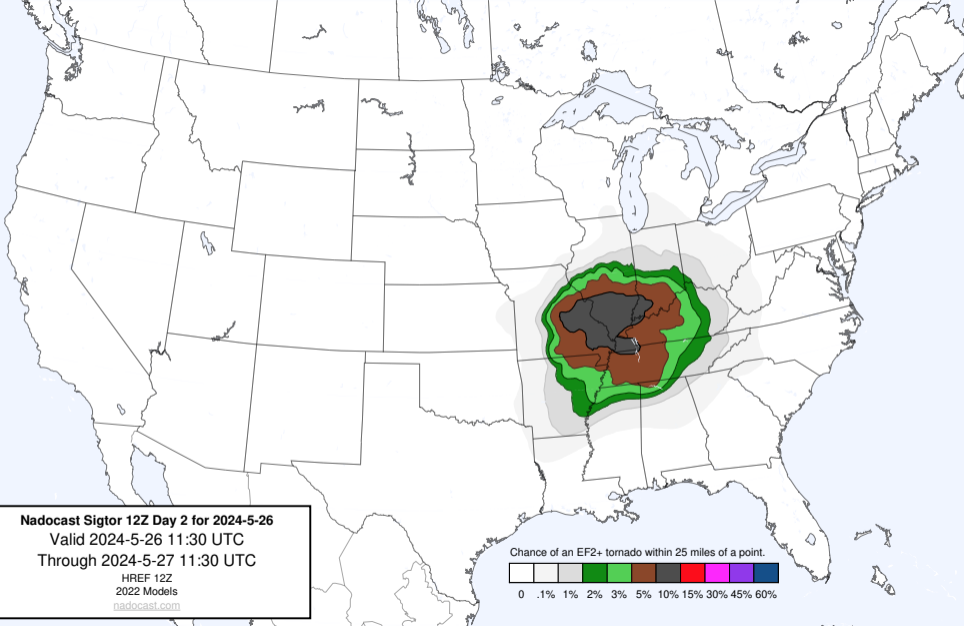 Nadocast Sigtor 12Z Day 2 for 2024-5-26
Valid 2024-5-26 11:30 UTC
Through 2024-5-27 11:30 UTC
HREF 12Z
2022 Models
nadocast.com
Chance of an EF2+ tornado within 25 miles of a point.
0 .1% 1% 2% 3% 5% 10% 15% 30% 45% 60%